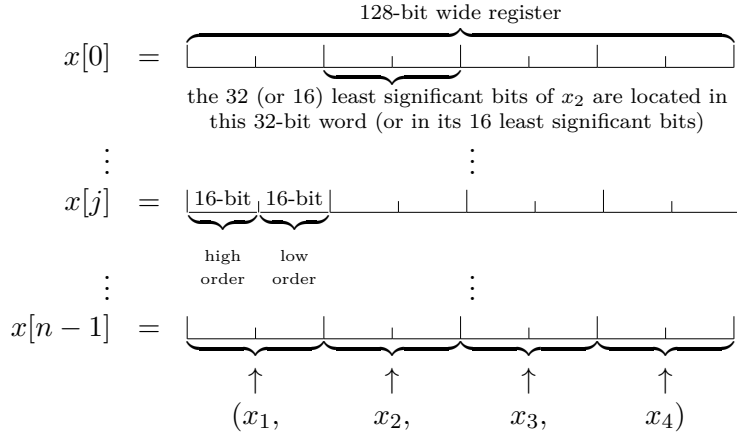 128-bit wide register
x[0] =
the 32 (or 16) least significant bits of x₂ are located in
this 32-bit word (or in its 16 least significant bits)
⋮ ⋮
x[j] = 16-bit 16-bit
high low
order order
⋮ ⋮
x[n − 1] =
↑ ↑ ↑ ↑
(x₁, x₂, x₃, x₄)